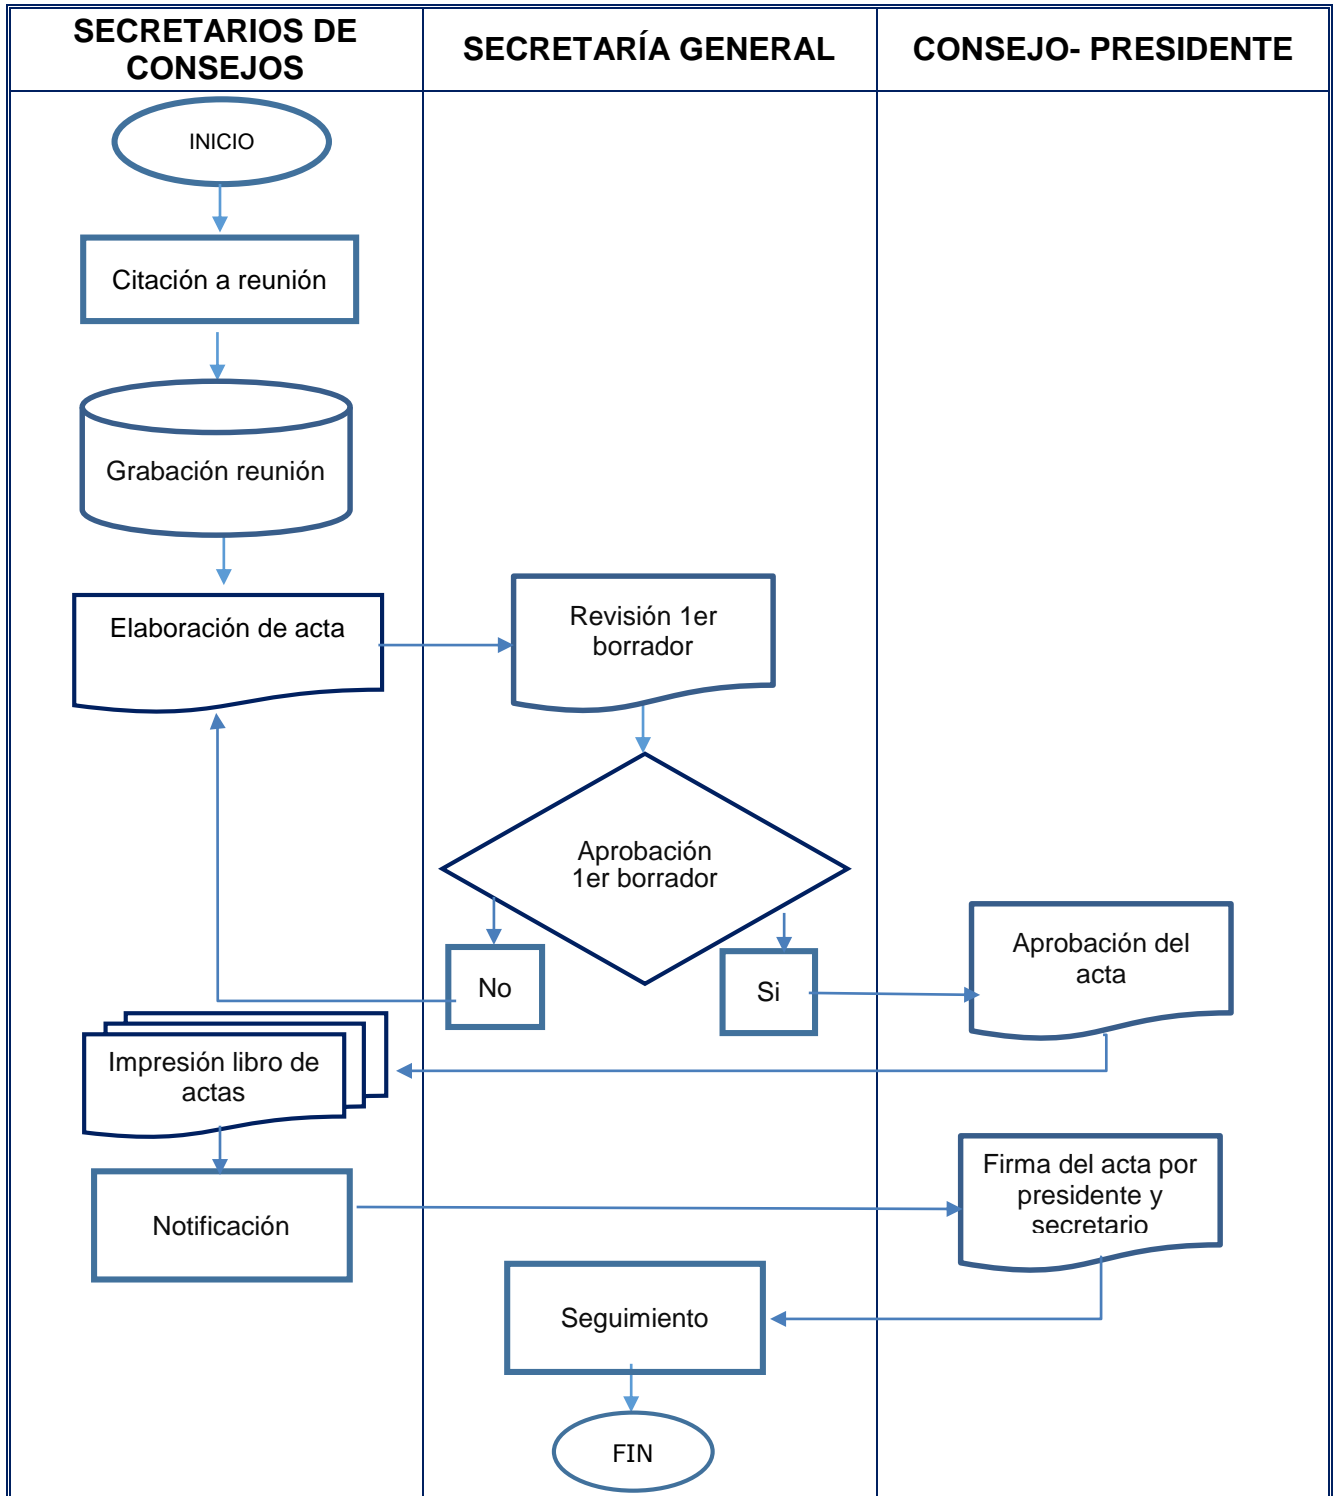 SECRETARIOS DE
CONSEJOS
SECRETARÍA GENERAL
CONSEJO- PRESIDENTE
INICIO
Citación a reunión
Grabación reunión
Elaboración de acta
Revisión 1er
borrador
Aprobación
1er borrador
No
Si
Aprobación del
acta
Impresión libro de
actas
Notificación
Firma del acta por
presidente y
secretario
Seguimiento
FIN